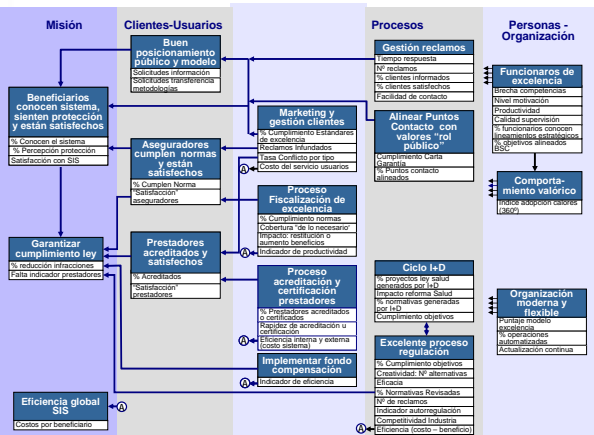 Misión
Clientes-Usuarios
Procesos
Personas -
Organización
Buen
posicionamiento
público y modelo
Solicitudes información
Solicitudes transferencia
metodologías
Beneficiarios
conocen sistema,
sienten protección
y están satisfechos
% Conocen el sistema
% Percepción protección
Satisfacción con SIS
Aseguradores
cumplen normas y
están satisfechos
% Cumplen Norma
"Satisfacción"
aseguradores
Garantizar
cumplimiento ley
% reducción infracciones
Falta indicador prestadores
Prestadores
acreditados y
satisfechos
% Acreditados
"Satisfacción"
prestadores
Eficiencia global
SIS
Costos por beneficiario
A
Marketing y
gestión clientes
% Cumplimiento Estándares
de excelencia
Reclamos Infundados
Tasa Conflicto por tipo
Costo del servicio usuarios
A
Proceso
Fiscalización de
excelencia
% Cumplimiento normas
Cobertura "de lo necesario"
Impacto: restitución o
aumento beneficios
Indicador de productividad
A
Proceso
acreditación y
certificación
prestadores
% Prestadores acreditados
o certificados
Rapidez de acreditación u
certificación
Eficiencia interna y externa
(costo sistema)
A
Implementar fondo
compensación
Indicador de eficiencia
A
Gestión reclamos
Tiempo respuesta
Nº reclamos
% clientes informados
% clientes satisfechos
Facilidad de contacto
Alinear Puntos
Contacto con
valores "rol
público"
Cumplimiento Carta
Garantía
% Puntos contacto
alineados
Ciclo I+D
% proyectos ley salud
generados por I+D
Impacto reforma Salud
% normativas generadas
por I+D
Cumplimiento objetivos
Excelente proceso
regulación
% Cumplimiento objetivos
Creatividad: Nº alternativas
Eficacia
% Normativas Revisadas
Nº de reclamos
Indicador autorregulación
Competitividad Industria
Eficiencia (costo – beneficio)
A
Funcionaros de
excelencia
Brecha competencias
Nivel motivación
Productividad
Calidad supervisión
% funcionarios conocen
lineamientos estratégicos
% objetivos alineados
BSC
Comporta-
miento valórico
Indice adopción calores
(360º)
Organización
moderna y
flexible
Puntaje modelo
excelencia
% operaciones
automatizadas
Actualización continua